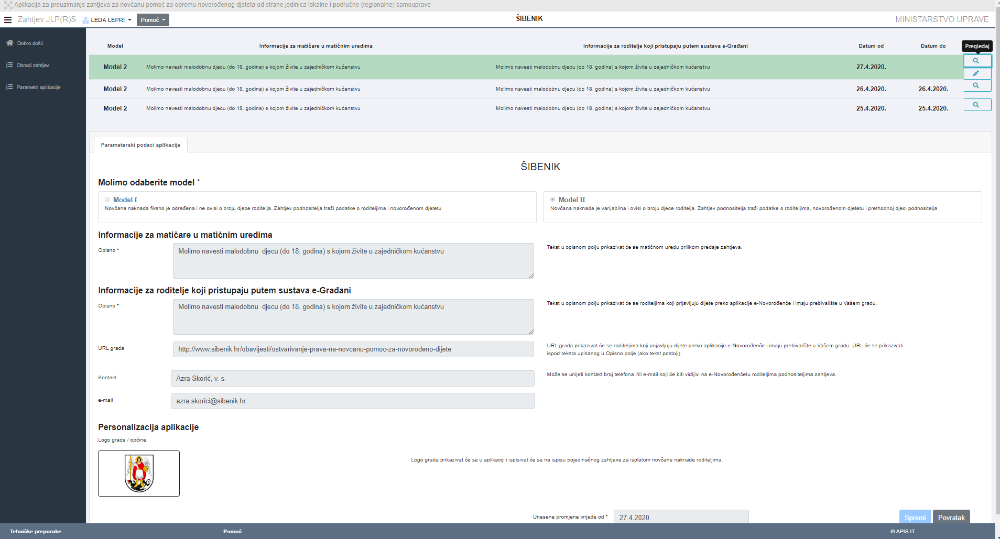 Aplikacija za preuzimanje zahtjeva za novčanu pomoć za opremu novorođenog djeteta od strane jedinica lokalne i područne (regionalne) samouprave
Zahtjev JLP(R)S LEDA LEPRI Pomoć ŠIBENIK MINISTARSTVO UPRAVE
Dobro došli
Obradi zahtjev
Parametri aplikacije
Model Informacije za matičare u matičnim uredima Informacije za roditelje koji pristupaju putem sustava e-Građani Datum od Datum do Pregledaj
Model 2 Molimo navesti malodobnu djecu (do 18. godina) s kojom živite u zajedničkom kućanstvu Molimo navesti malodobnu djecu (do 18. godina) s kojom živite u zajedničkom kućanstvu 27.4.2020.
Model 2 Molimo navesti malodobnu djecu (do 18. godina) s kojom živite u zajedničkom kućanstvu Molimo navesti malodobnu djecu (do 18. godina) s kojom živite u zajedničkom kućanstvu 26.4.2020. 26.4.2020.
Model 2 Molimo navesti malodobnu djecu (do 18. godina) s kojom živite u zajedničkom kućanstvu Molimo navesti malodobnu djecu (do 18. godina) s kojom živite u zajedničkom kućanstvu 25.4.2020. 25.4.2020.
Parametarski podaci aplikacije
ŠIBENIK
Molimo odaberite model *
Model I
Novčana naknada fiksno je određena i ne ovisi o broju djece roditelja. Zahtjev podnositelja traži podatke o roditeljima i novorođenom djetetu
Model II
Novčana naknada je varijabilna i ovisi o broju djece roditelja. Zahtjev podnositelja traži podatke o roditeljima, novorođenom djetetu i prethodnoj djeci podnositelja
Informacije za matičare u matičnim uredima
Opisno * Molimo navesti malodobnu  djecu (do 18. godina) s kojom živite u zajedničkom kućanstvu Tekst u opisnom polju prikazivat će se matičnom uredu prilikom predaje zahtjeva.
Informacije za roditelje koji pristupaju putem sustava e-Građani
Opisno * Molimo navesti malodobnu  djecu (do 18. godina) s kojom živite u zajedničkom kućanstvu Tekst u opisnom polju prikazivat će se roditeljima koji prijavljuju dijete preko aplikacije e-Novorođenče i imaju prebivalište u Vašem gradu.
URL grada http://www.sibenik.hr/obavijesti/ostvarivanje-prava-na-novcanu-pomoc-za-novorodeno-dijete URL grada prikazivat će se roditeljima koji prijavljuju dijete preko aplikacije e-Novorođenče i imaju prebivalište u Vašem gradu. URL će se prikazivati
ispod teksta upisanog u Opisno polje (ako tekst postoji).
Kontakt Azra Skorić, v. s. Može se unijeti kontakt broj telefona i/ili e-mail koji će biti vidljivi na e-Novorođenčetu roditeljima podnositeljima zahtjeva.
e-mail azra.skorici@sibenik.hr
Personalizacija aplikacije
Logo grada / općine
Logo grada prikazivat će se u aplikaciji i ispisivat će se na ispisu pojedinačnog zahtjeva za isplatom novčane naknade roditeljima.
Unesene promjene vrijede od * 27.4.2020. Spremi Povratak
Tehničke preporuke Pomoć © APIS IT